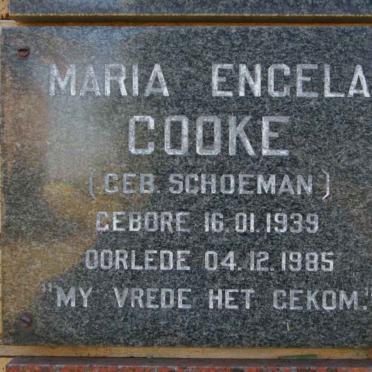 MARIA ENGELA
COOKE
(GEB. SCHOEMAN)
GEBORE 16.01.1939
OORLEDE 04.12.1985
"MY VREDE HET GEKOM."